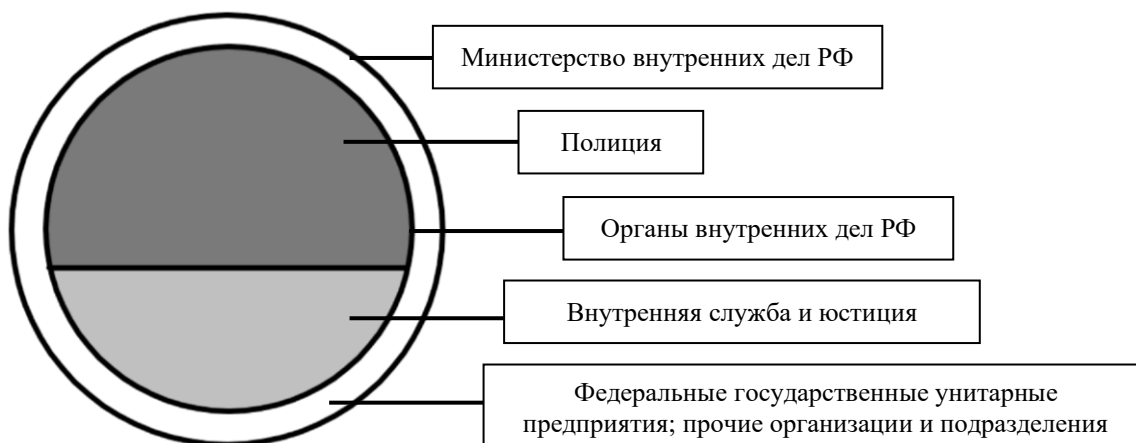 Министерство внутренних дел РФ
Полиция
Органы внутренних дел РФ
Внутренняя служба и юстиция
Федеральные государственные унитарные
предприятия; прочие организации и подразделения